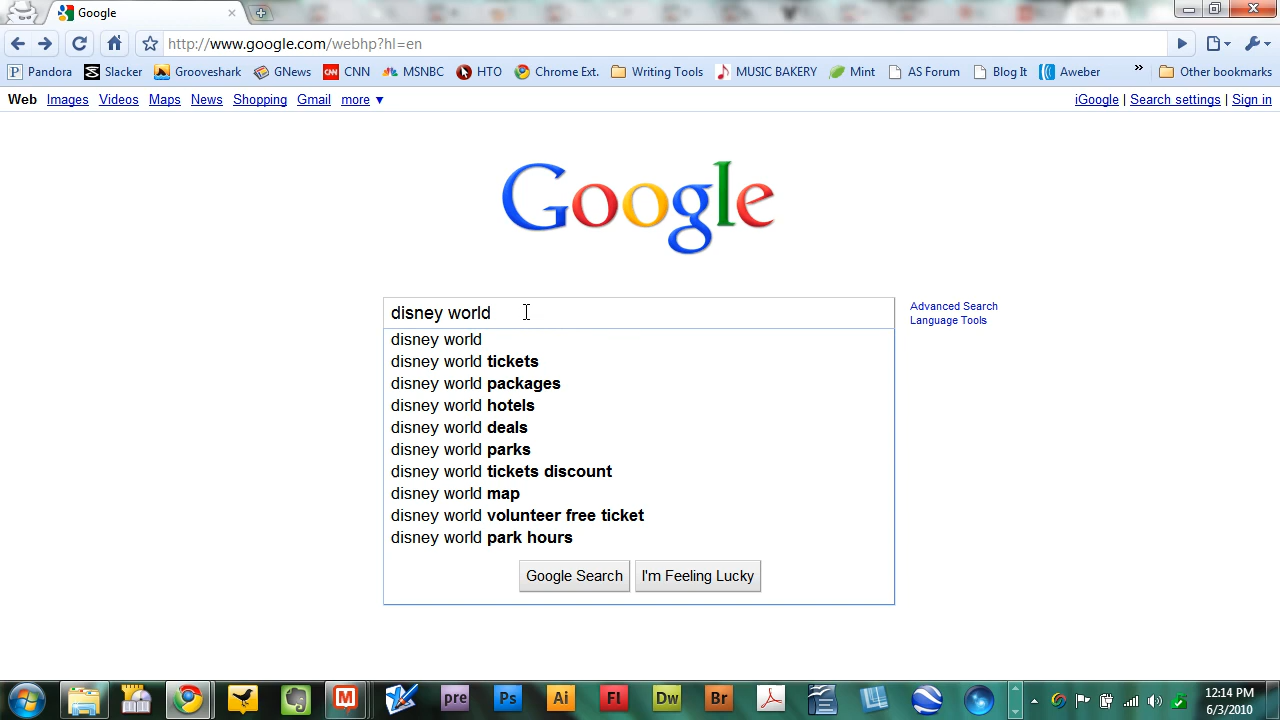 Google
http://www.google.com/webhp?hl=en
Pandora Slacker Grooveshark GNews CNN MSNBC HTO Chrome Ext. Writing Tools MUSIC BAKERY Mint AS Forum Blog It Aweber » Other bookmarks
Web Images Videos Maps News Shopping Gmail more ▼ iGoogle | Search settings | Sign in
Google
disney world
Advanced Search
Language Tools
disney world
disney world tickets
disney world packages
disney world hotels
disney world deals
disney world parks
disney world tickets discount
disney world map
disney world volunteer free ticket
disney world park hours
Google Search I'm Feeling Lucky
pre Ps Ai Fl Dw Br
12:14 PM
6/3/2010